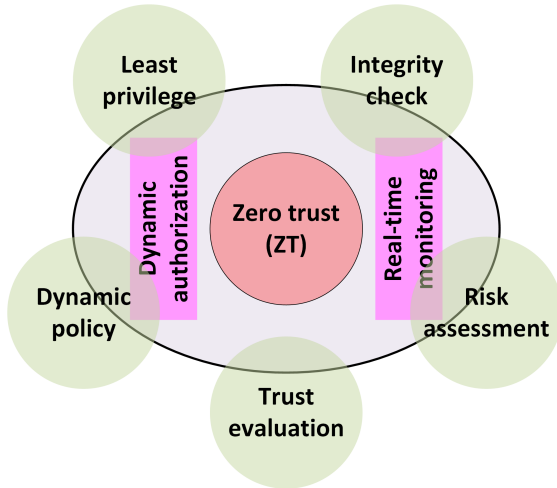 Least
privilege
Integrity
check
Dynamic
authorization
Zero trust
(ZT)
Real-time
monitoring
Dynamic
policy
Risk
assessment
Trust
evaluation